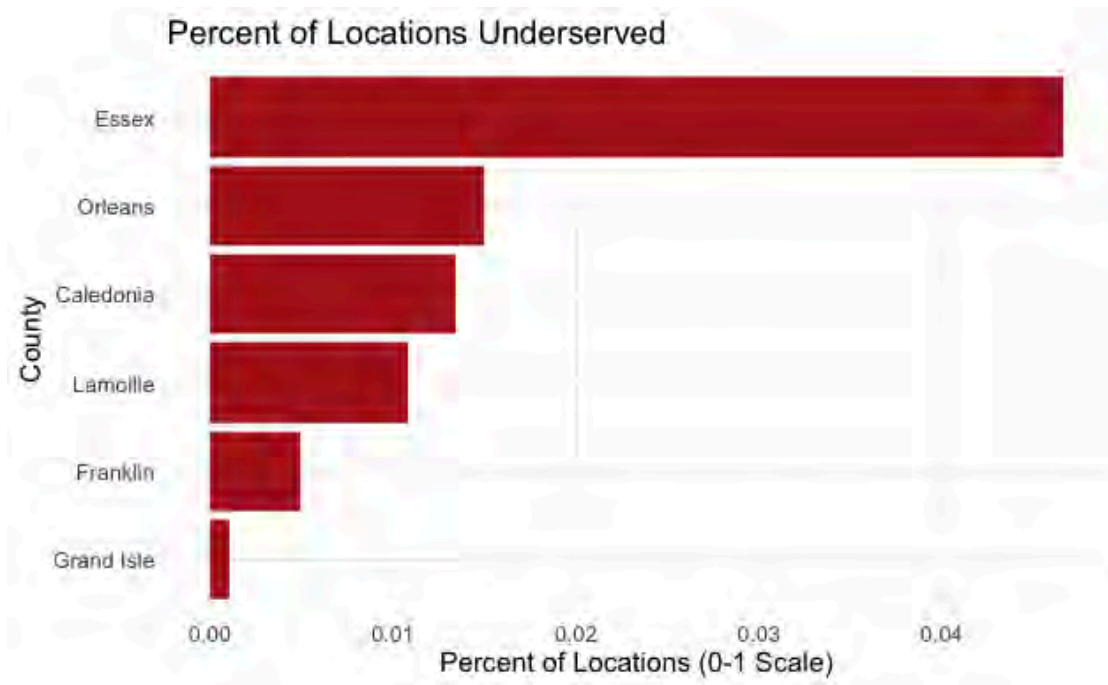 Percent of Locations Underserved
County
Essex
Orleans
Caledonia
Lamoille
Franklin
Grand Isle
0.00 0.01 0.02 0.03 0.04
Percent of Locations (0-1 Scale)